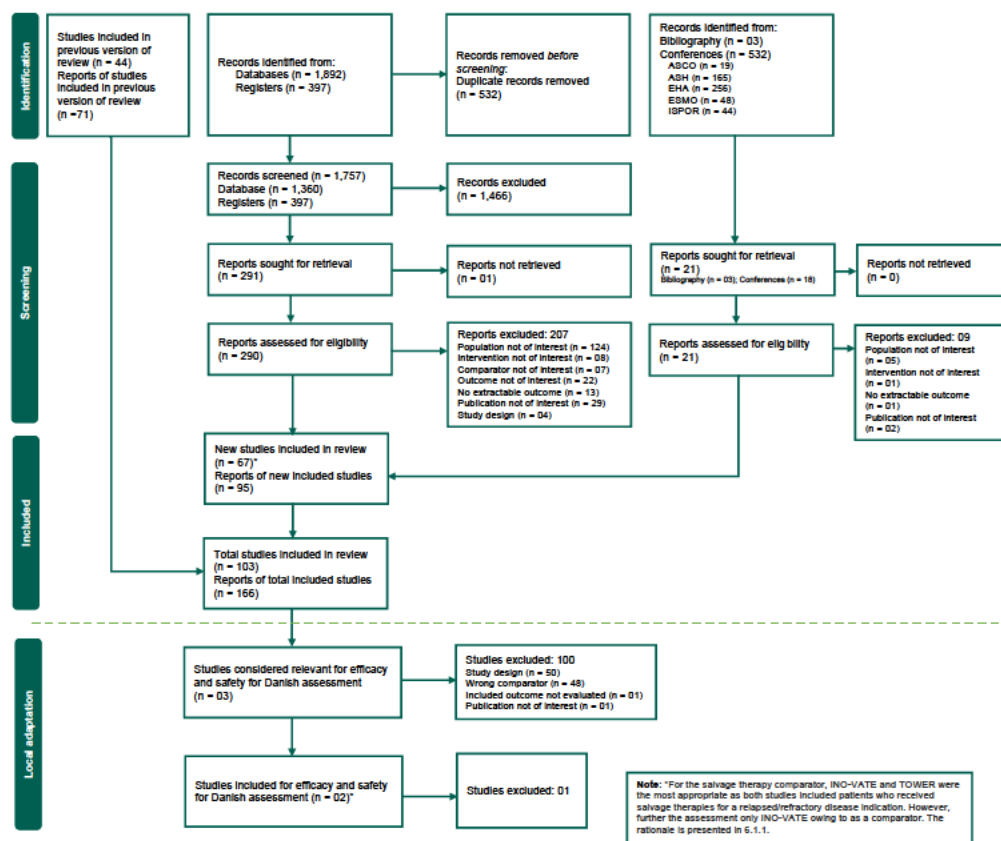 Identification
Studies included in
previous version of
review (n = 44)
Reports of studies
included in previous
version of review
(n =71)
Records identified from:
Databases (n = 1,892)
Registers (n = 397)
Records removed before
screening:
Duplicate records removed
(n = 532)
Records identified from:
Bibliography (n = 03)
Conferences (n = 532)
ASCO (n = 19)
ASH (n = 165)
EHA (n = 256)
ESMO (n = 48)
ISPOR (n = 44)
Screening
Records screened (n = 1,757)
Database (n = 1,360)
Registers (n = 397)
Records excluded
(n = 1,466)
Reports sought for retrieval
(n = 291)
Reports not retrieved
(n = 01)
Reports sought for retrieval
(n = 21)
Bibliography (n = 03); Conferences (n = 18)
Reports not retrieved
(n = 0)
Reports assessed for eligibility
(n = 290)
Reports excluded: 207
Population not of interest (n = 124)
Intervention not of interest (n = 08)
Comparator not of interest (n = 07)
Outcome not of interest (n = 22)
No extractable outcome (n = 13)
Publication not of interest (n = 29)
Study design (n = 04)
Reports assessed for elig bility
(n = 21)
Reports excluded: 09
Population not of interest
(n = 05)
Intervention not of interest
(n = 01)
No extractable outcome
(n = 01)
Publication not of interest
(n = 02)
Included
New studies included in review
(n = 67)*
Reports of new included studies
(n = 95)
Total studies included in review
(n = 103)
Reports of total included studies
(n = 166)
Local adaptation
Studies considered relevant for efficacy
and safety for Danish assessment
(n = 03)
Studies excluded: 100
Study design (n = 50)
Wrong comparator (n = 48)
Included outcome not evaluated (n = 01)
Publication not of interest (n = 01)
Studies included for efficacy and safety
for Danish assessment (n = 02)*
Studies excluded: 01
Note: *For the salvage therapy comparator, INO-VATE and TOWER were
the most appropriate as both studies included patients who received
salvage therapies for a relapsed/refractory disease indication. However,
further the assessment only INO-VATE owing to as a comparator. The
rationale is presented in 6.1.1.